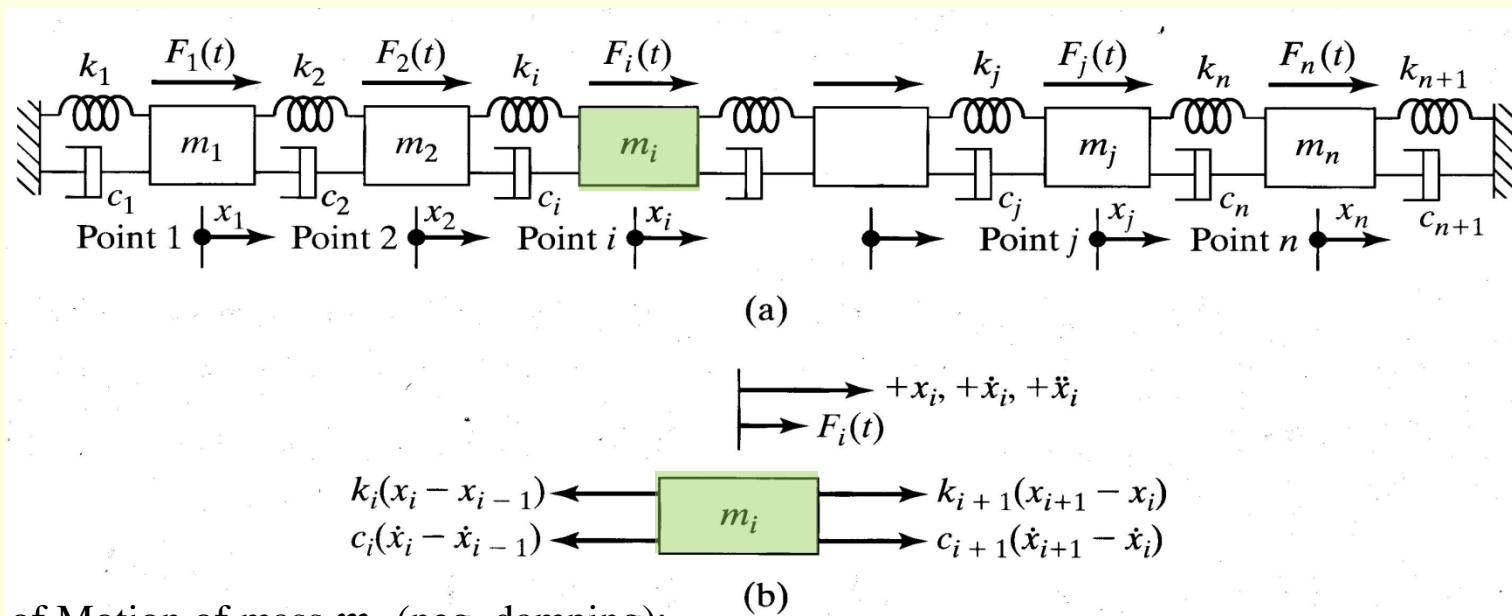 k₁ F₁(t) k₂ F₂(t) kᵢ Fᵢ(t) kⱼ Fⱼ(t) kₙ Fₙ(t) kₙ₊₁
m₁ m₂ mᵢ mⱼ mₙ
c₁ c₂ cᵢ cⱼ cₙ cₙ₊₁
Point 1 x₁ Point 2 x₂ Point i xᵢ Point j xⱼ Point n xₙ
(a)
+xᵢ, +ẋᵢ, +ẍᵢ
Fᵢ(t)
kᵢ(xᵢ − xᵢ₋₁) mᵢ kᵢ₊₁(xᵢ₊₁ − xᵢ)
cᵢ(ẋᵢ − ẋᵢ₋₁) cᵢ₊₁(ẋᵢ₊₁ − ẋᵢ)
(b)
of Motion of mass m (neg. damping):